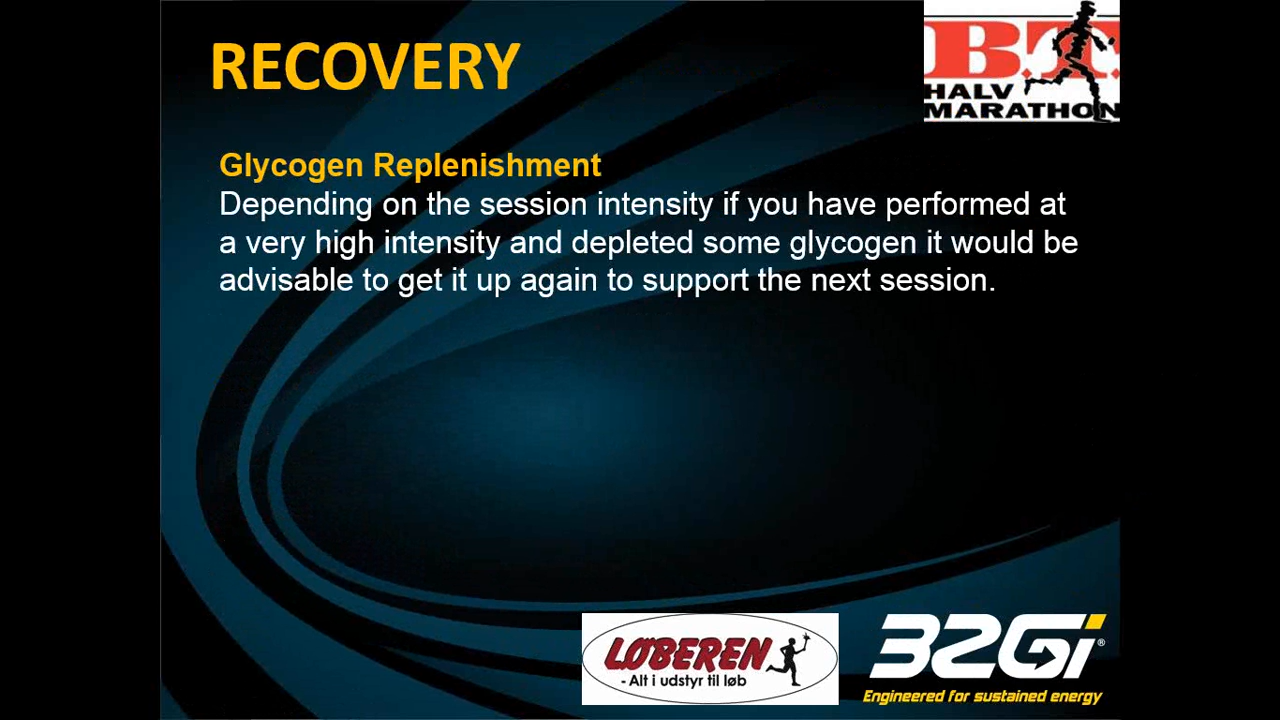 RECOVERY
B.T.
HALV
MARATHON
Glycogen Replenishment
Depending on the session intensity if you have performed at
a very high intensity and depleted some glycogen it would be
advisable to get it up again to support the next session.
LØBEREN
- Alt i udstyr til løb
32Gi®
Engineered for sustained energy